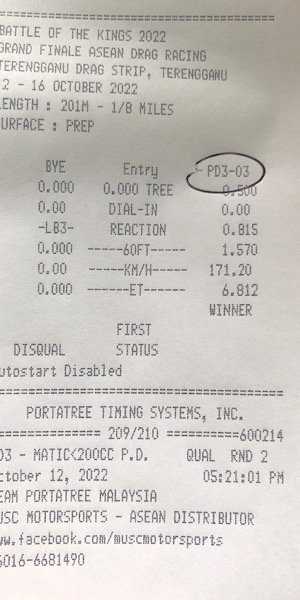 ===================================
BATTLE OF THE KINGS 2022
GRAND FINALE ASEAN DRAG RACING
TERENGGANU DRAG STRIP, TERENGGANU
2 - 16 OCTOBER 2022
LENGTH : 201M - 1/8 MILES
SURFACE : PREP
BYE Entry PD3-03
0.000 0.000 TREE 0.500
0.00 DIAL-IN 0.00
-LB3- REACTION 0.815
0.000 -----60FT----- 1.570
0.00 -----KM/H----- 171.20
0.000 ------ET------ 6.812
WINNER
FIRST
DISQUAL STATUS
utostart Disabled
===================================
PORTATREE TIMING SYSTEMS, INC.
============ 209/210 ==========600214
D3 - MATIC<200CC P.D. QUAL RND 2
ctober 12, 2022 05:21:01 PM
EAM PORTATREE MALAYSIA
USC MOTORSPORTS - ASEAN DISTRIBUTOR
ww.facebook.com/muscmotorsports
6016-6681490